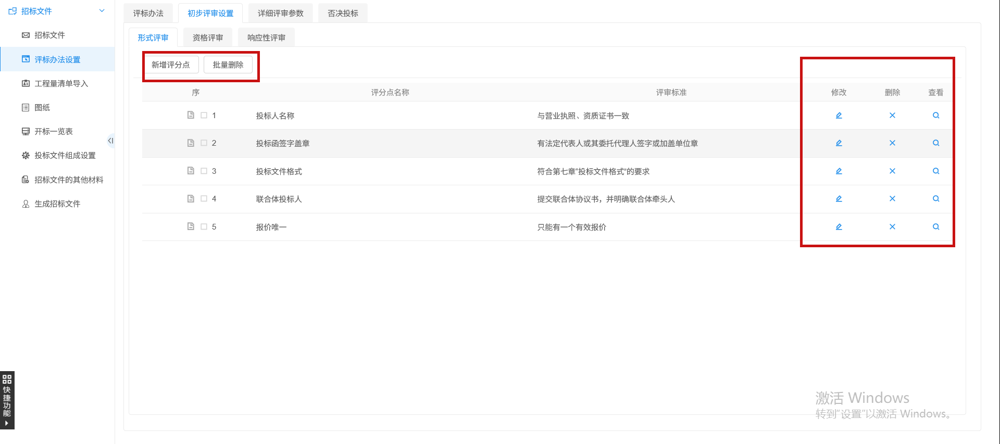 招标文件
招标文件
评标办法设置
工程量清单导入
图纸
开标一览表
投标文件组成设置
招标文件的其他材料
生成招标文件
快捷功能
评标办法 初步评审设置 详细评审参数 否决投标
形式评审 资格评审 响应性评审
新增评分点 批量删除
序 评分点名称 评审标准 修改 删除 查看
1 投标人名称 与营业执照、资质证书一致
2 投标函签字盖章 有法定代表人或其委托代理人签字或加盖单位章
3 投标文件格式 符合第七章“投标文件格式”的要求
4 联合体投标人 提交联合体协议书，并明确联合体牵头人
5 报价唯一 只能有一个有效报价
激活 Windows
转到“设置”以激活 Windows。